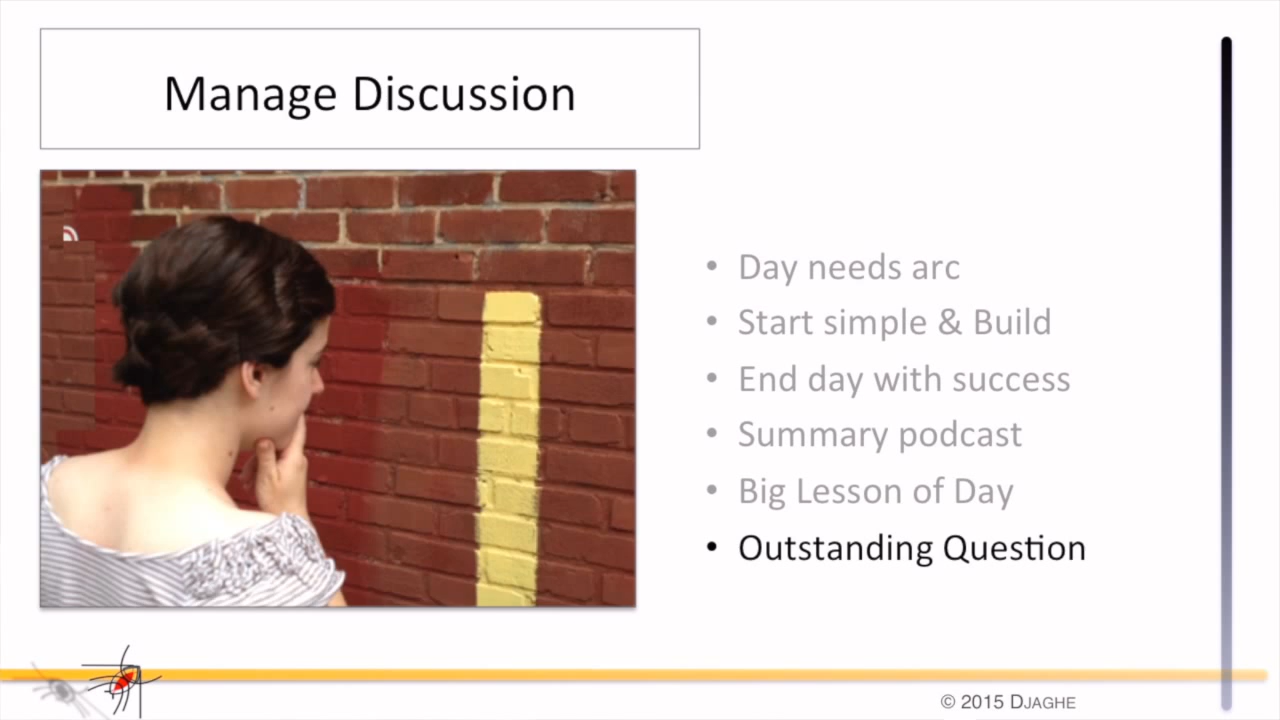 Manage Discussion
• Day needs arc
• Start simple & Build
• End day with success
• Summary podcast
• Big Lesson of Day
• Outstanding Question
© 2015 DJAGHE